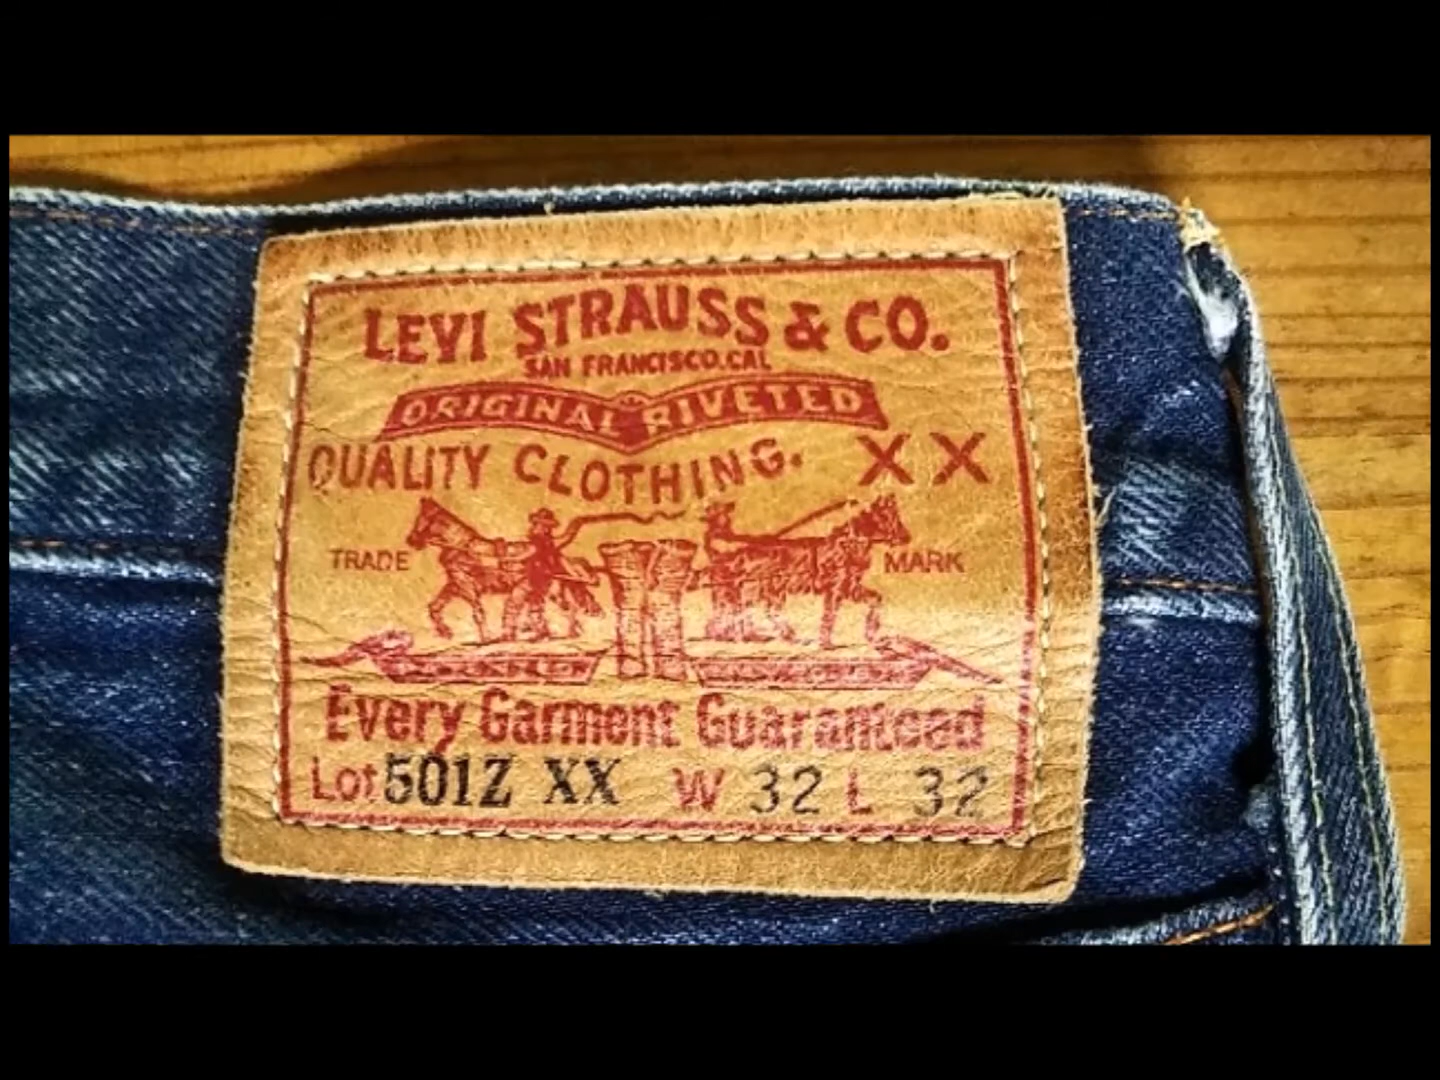 LEVI STRAUSS & CO.
SAN FRANCISCO, CAL
ORIGINAL RIVETED
QUALITY CLOTHING. XX
TRADE MARK
Every Garment Guaranteed
Lot 501Z XX W 32 L 32